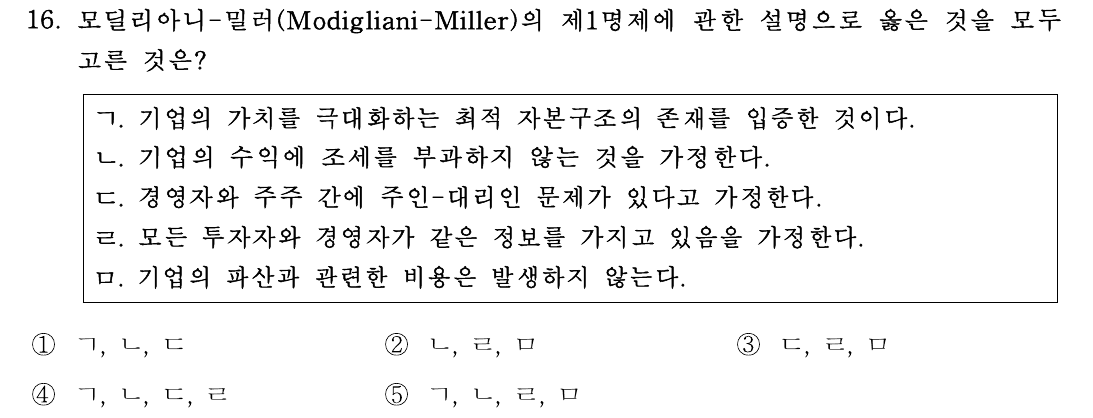 16. 모딜리아니-밀러(Modigliani-Miller)의 제1명제에 관한 설명으로 옳은 것을 모두
고른 것은?
ㄱ. 기업의 가치를 극대화하는 최적 자본구조의 존재를 입증한 것이다.
ㄴ. 기업의 수익에 조세를 부과하지 않는 것을 가정한다.
ㄷ. 경영자와 주주 간에 주인-대리인 문제가 있다고 가정한다.
ㄹ. 모든 투자자와 경영자가 같은 정보를 가지고 있음을 가정한다.
ㅁ. 기업의 파산과 관련한 비용은 발생하지 않는다.
① ㄱ, ㄴ, ㄷ ② ㄴ, ㄹ, ㅁ ③ ㄷ, ㄹ, ㅁ
④ ㄱ, ㄴ, ㄷ, ㄹ ⑤ ㄱ, ㄴ, ㄹ, ㅁ